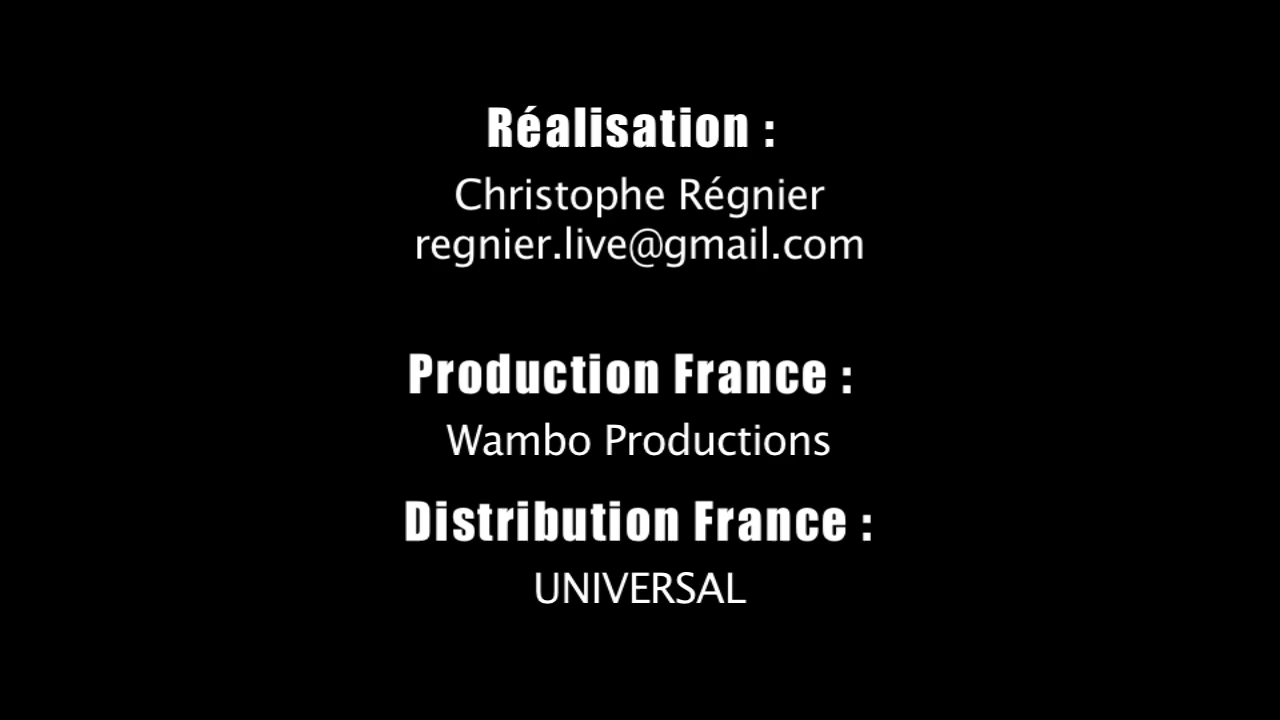 Réalisation :
Christophe Régnier
regnier.live@gmail.com
Production France :
Wambo Productions
Distribution France :
UNIVERSAL